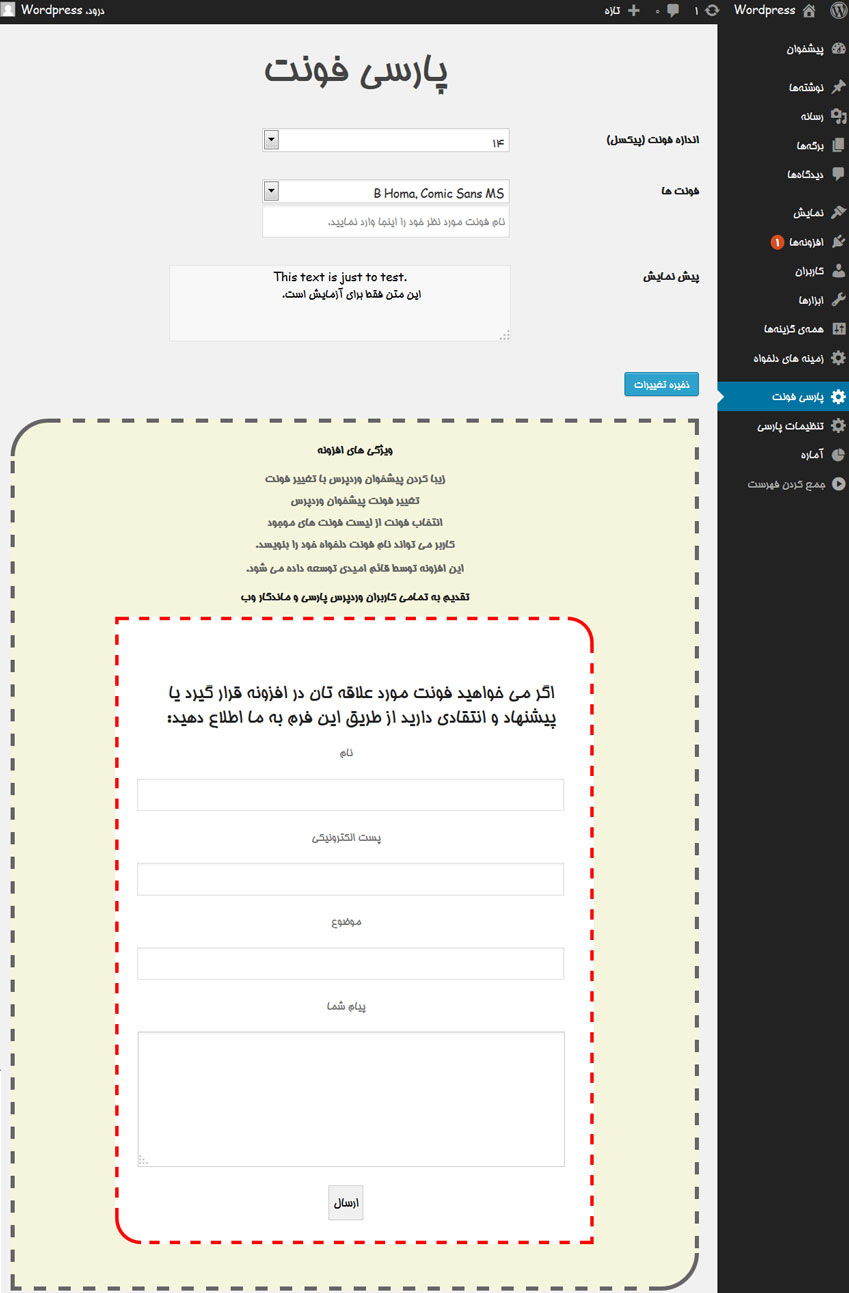 Wordpress
۱
۰
تازه
درود، Wordpress
پیشخوان
نوشته‌ها
رسانه
برگه‌ها
دیدگاه‌ها
نمایش
افزونه‌ها ۱
کاربران
ابزارها
همه‌ی گزینه‌ها
زمینه های دلخواه
پارسی فونت
تنظیمات پارسی
آماره
جمع کردن فهرست
پارسی فونت
اندازه فونت (پیکسل)
۱۴
فونت ها
B Homa, Comic Sans MS
نام فونت مورد نظر خود را اینجا وارد نمایید.
پیش نمایش
This text is just to test.
این متن فقط برای آزمایش است.
ذخیره تغییرات
ویژگی های افزونه
زیبا کردن پیشخوان وردپرس با تغییر فونت
تغییر فونت پیشخوان وردپرس
انتخاب فونت از لیست فونت های موجود
کاربر می تواند نام فونت دلخواه خود را بنویسد.
این افزونه توسط قائم امیدی توسعه داده می شود.
تقدیم به تمامی کاربران وردپرس پارسی و ماندگار وب
اگر می خواهید فونت مورد علاقه تان در افزونه قرار گیرد یا
پیشنهاد و انتقادی دارید از طریق این فرم به ما اطلاع دهید:
نام
پست الکترونیکی
موضوع
پیام شما
ارسال